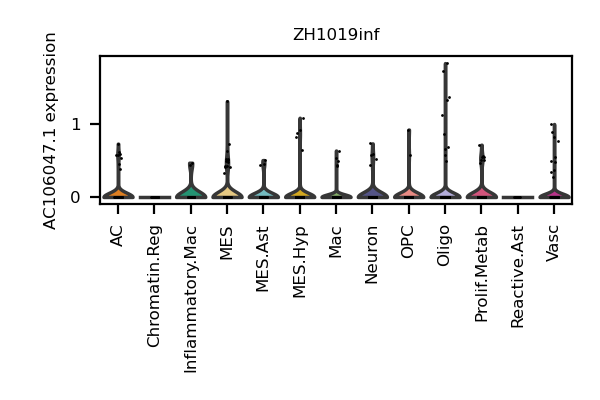 ZH1019inf
AC106047.1 expression
1
0
AC
Chromatin.Reg
Inflammatory.Mac
MES
MES.Ast
MES.Hyp
Mac
Neuron
OPC
Oligo
Prolif.Metab
Reactive.Ast
Vasc